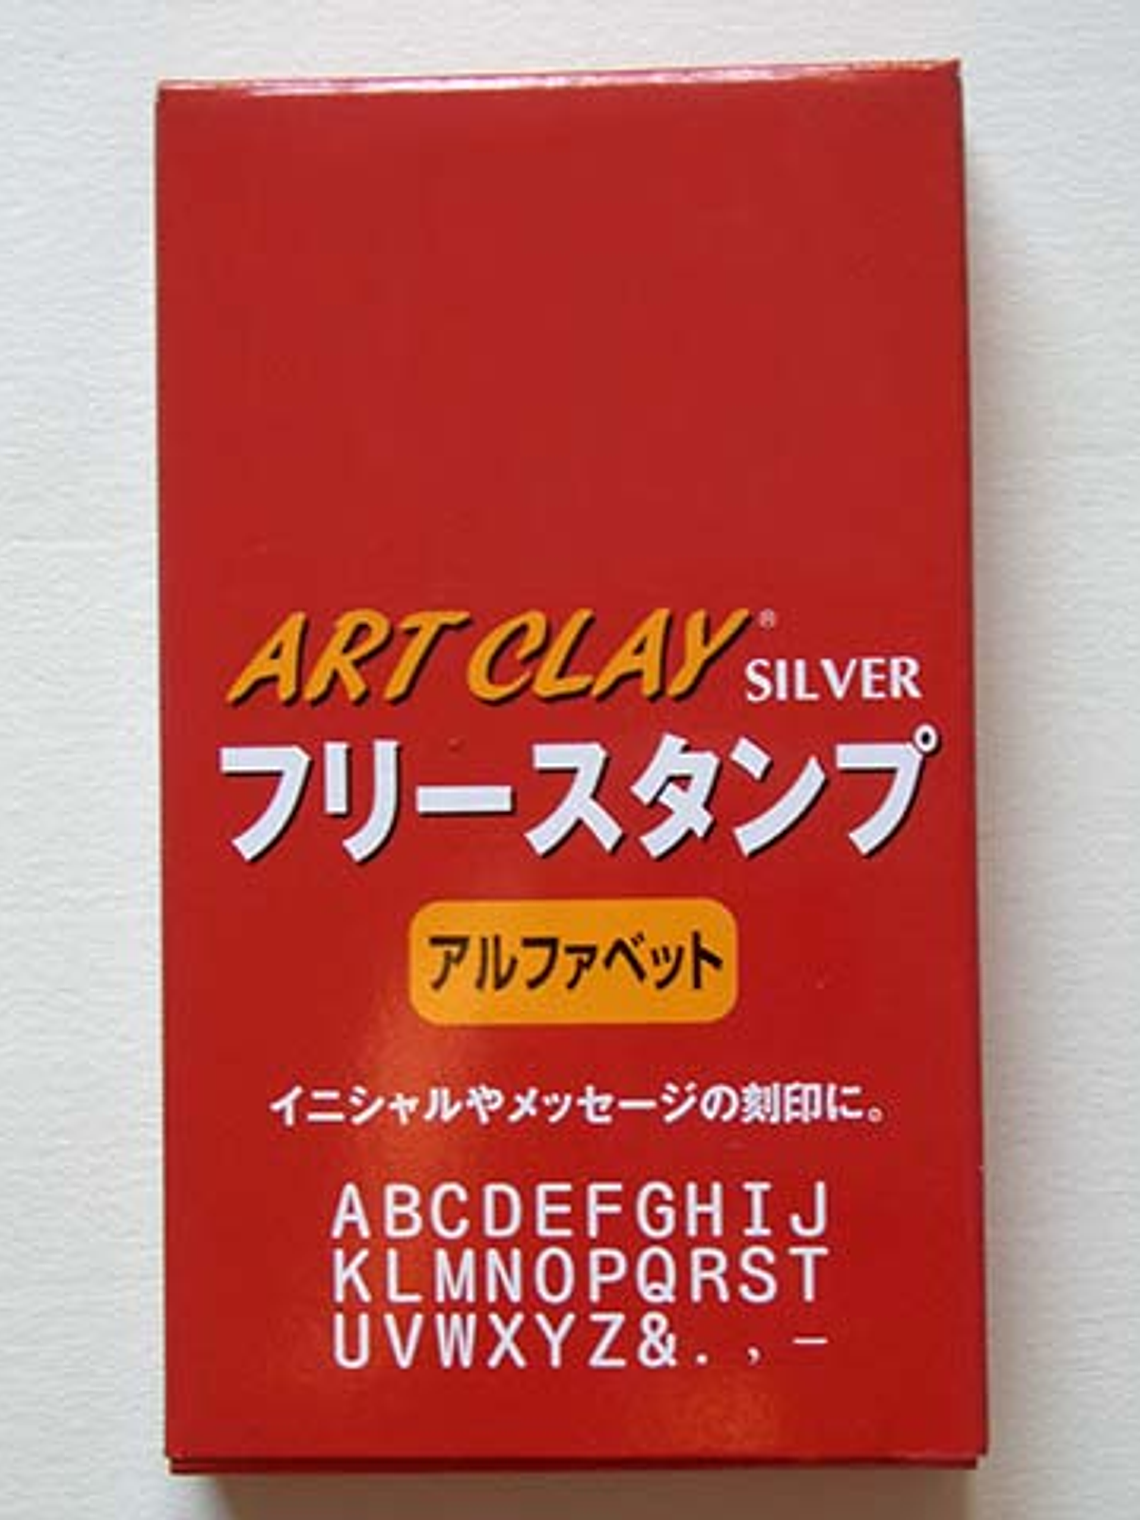 ART CLAY® SILVER
フリースタンプ
アルファベット
イニシャルやメッセージの刻印に。
ABCDEFGHIJ
KLMNOPQRST
UVWXYZ&.,−